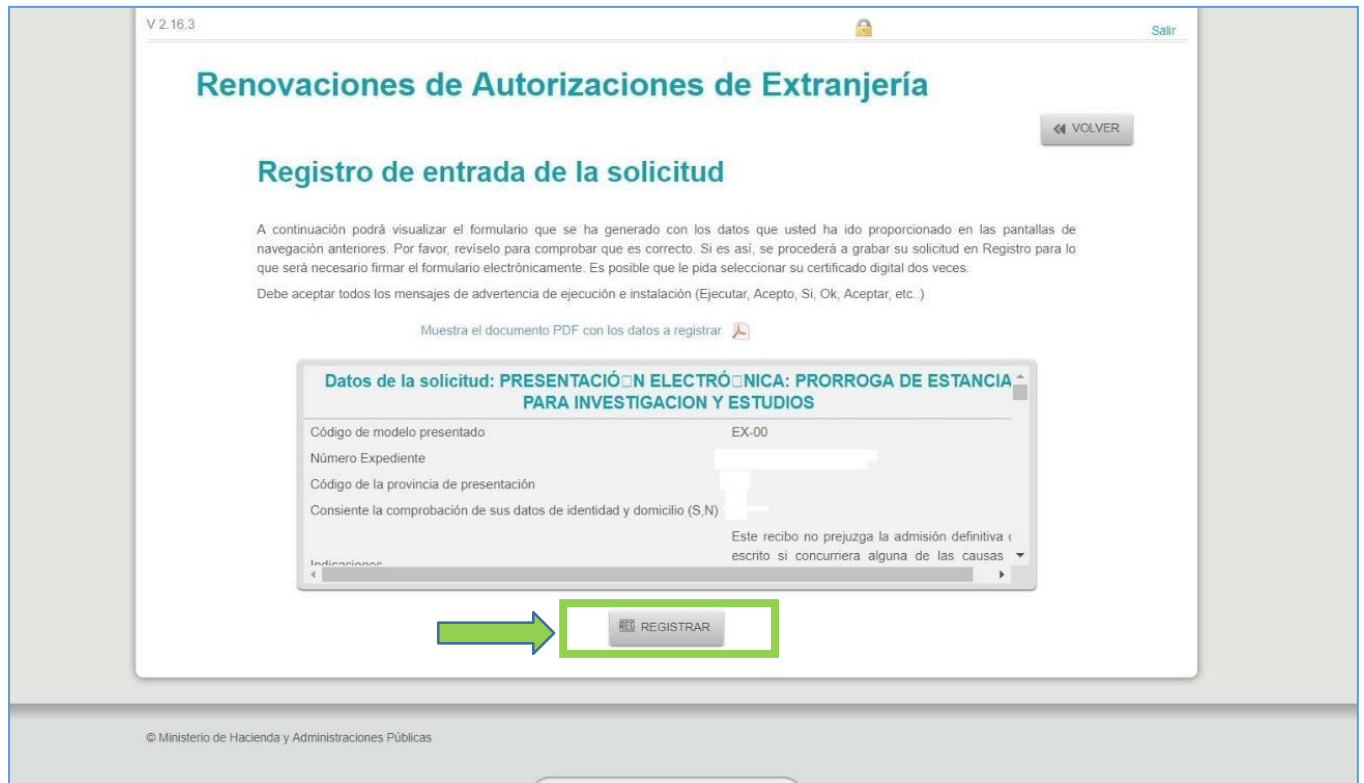 V 2.16.3
Salir
Renovaciones de Autorizaciones de Extranjería
VOLVER
Registro de entrada de la solicitud
A continuación podrá visualizar el formulario que se ha generado con los datos que usted ha ido proporcionado en las pantallas de
navegación anteriores. Por favor, revíselo para comprobar que es correcto. Si es así, se procederá a grabar su solicitud en Registro para lo
que será necesario firmar el formulario electrónicamente. Es posible que le pida seleccionar su certificado digital dos veces.
Debe aceptar todos los mensajes de advertencia de ejecución e instalación (Ejecutar, Acepto, Si, Ok, Aceptar, etc..)
Muestra el documento PDF con los datos a registrar
Datos de la solicitud: PRESENTACIÓ□N ELECTRÓ□NICA: PRORROGA DE ESTANCIA
PARA INVESTIGACION Y ESTUDIOS
Código de modelo presentado EX-00
Número Expediente
Código de la provincia de presentación
Consiente la comprobación de sus datos de identidad y domicilio (S,N)
Este recibo no prejuzga la admisión definitiva
escrito si concurriera alguna de las causas
Indicaciones
REG REGISTRAR
© Ministerio de Hacienda y Administraciones Públicas